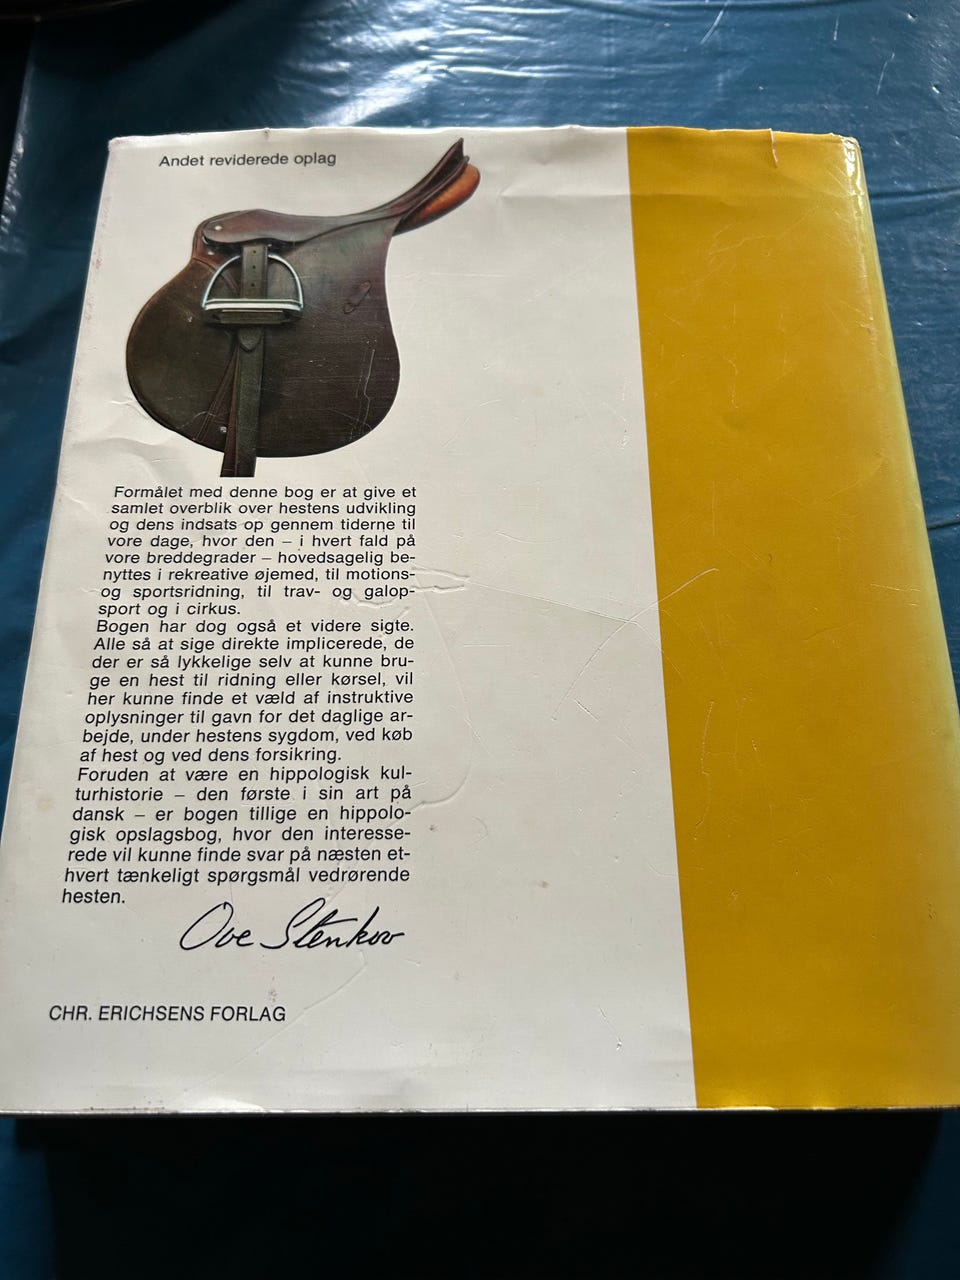 Andet reviderede oplag
Formålet med denne bog er at give et
samlet overblik over hestens udvikling
og dens indsats op gennem tiderne til
vore dage, hvor den – i hvert fald på
vore breddegrader – hovedsagelig be-
nyttes i rekreative øjemed, til motions-
og sportsridning, til trav- og galop-
sport og i cirkus.
Bogen har dog også et videre sigte.
Alle så at sige direkte implicerede, de
der er så lykkelige selv at kunne bru-
ge en hest til ridning eller kørsel, vil
her kunne finde et væld af instruktive
oplysninger til gavn for det daglige ar-
bejde, under hestens sygdom, ved køb
af hest og ved dens forsikring.
Foruden at være en hippologisk kul-
turhistorie – den første i sin art på
dansk – er bogen tillige en hippolo-
gisk opslagsbog, hvor den interesse-
rede vil kunne finde svar på næsten et-
hvert tænkeligt spørgsmål vedrørende
hesten.
Ove Stenkov
CHR. ERICHSENS FORLAG